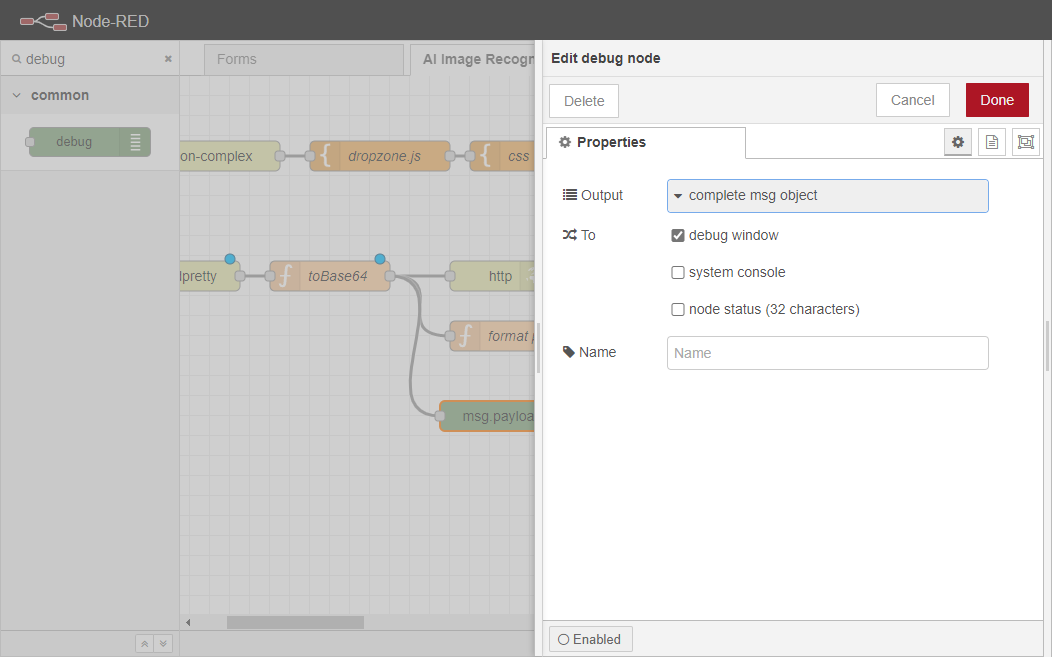 Node-RED
debug
Forms
AI Image Recogn
Edit debug node
common
Delete
Cancel
Done
debug
Properties
on-complex
dropzone.js
css
Output
complete msg object
To
debug window
system console
node status (32 characters)
lpretty
toBase64
http
format
Name
Name
msg.payloa
Enabled